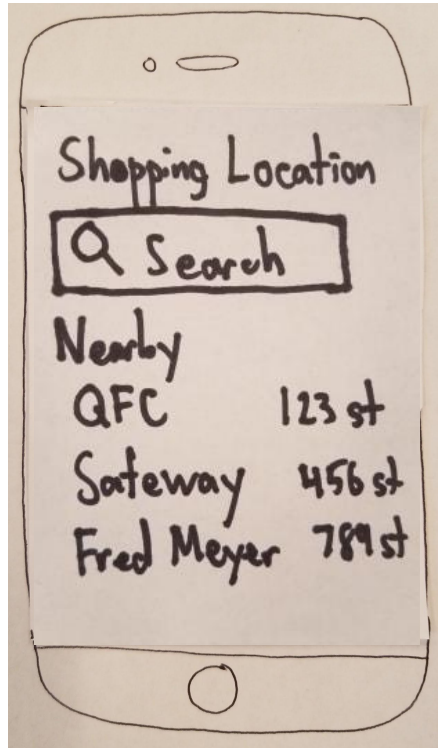 Shopping Location
Search
Nearby
QFC 123 st
Safeway 456 st
Fred Meyer 789 st